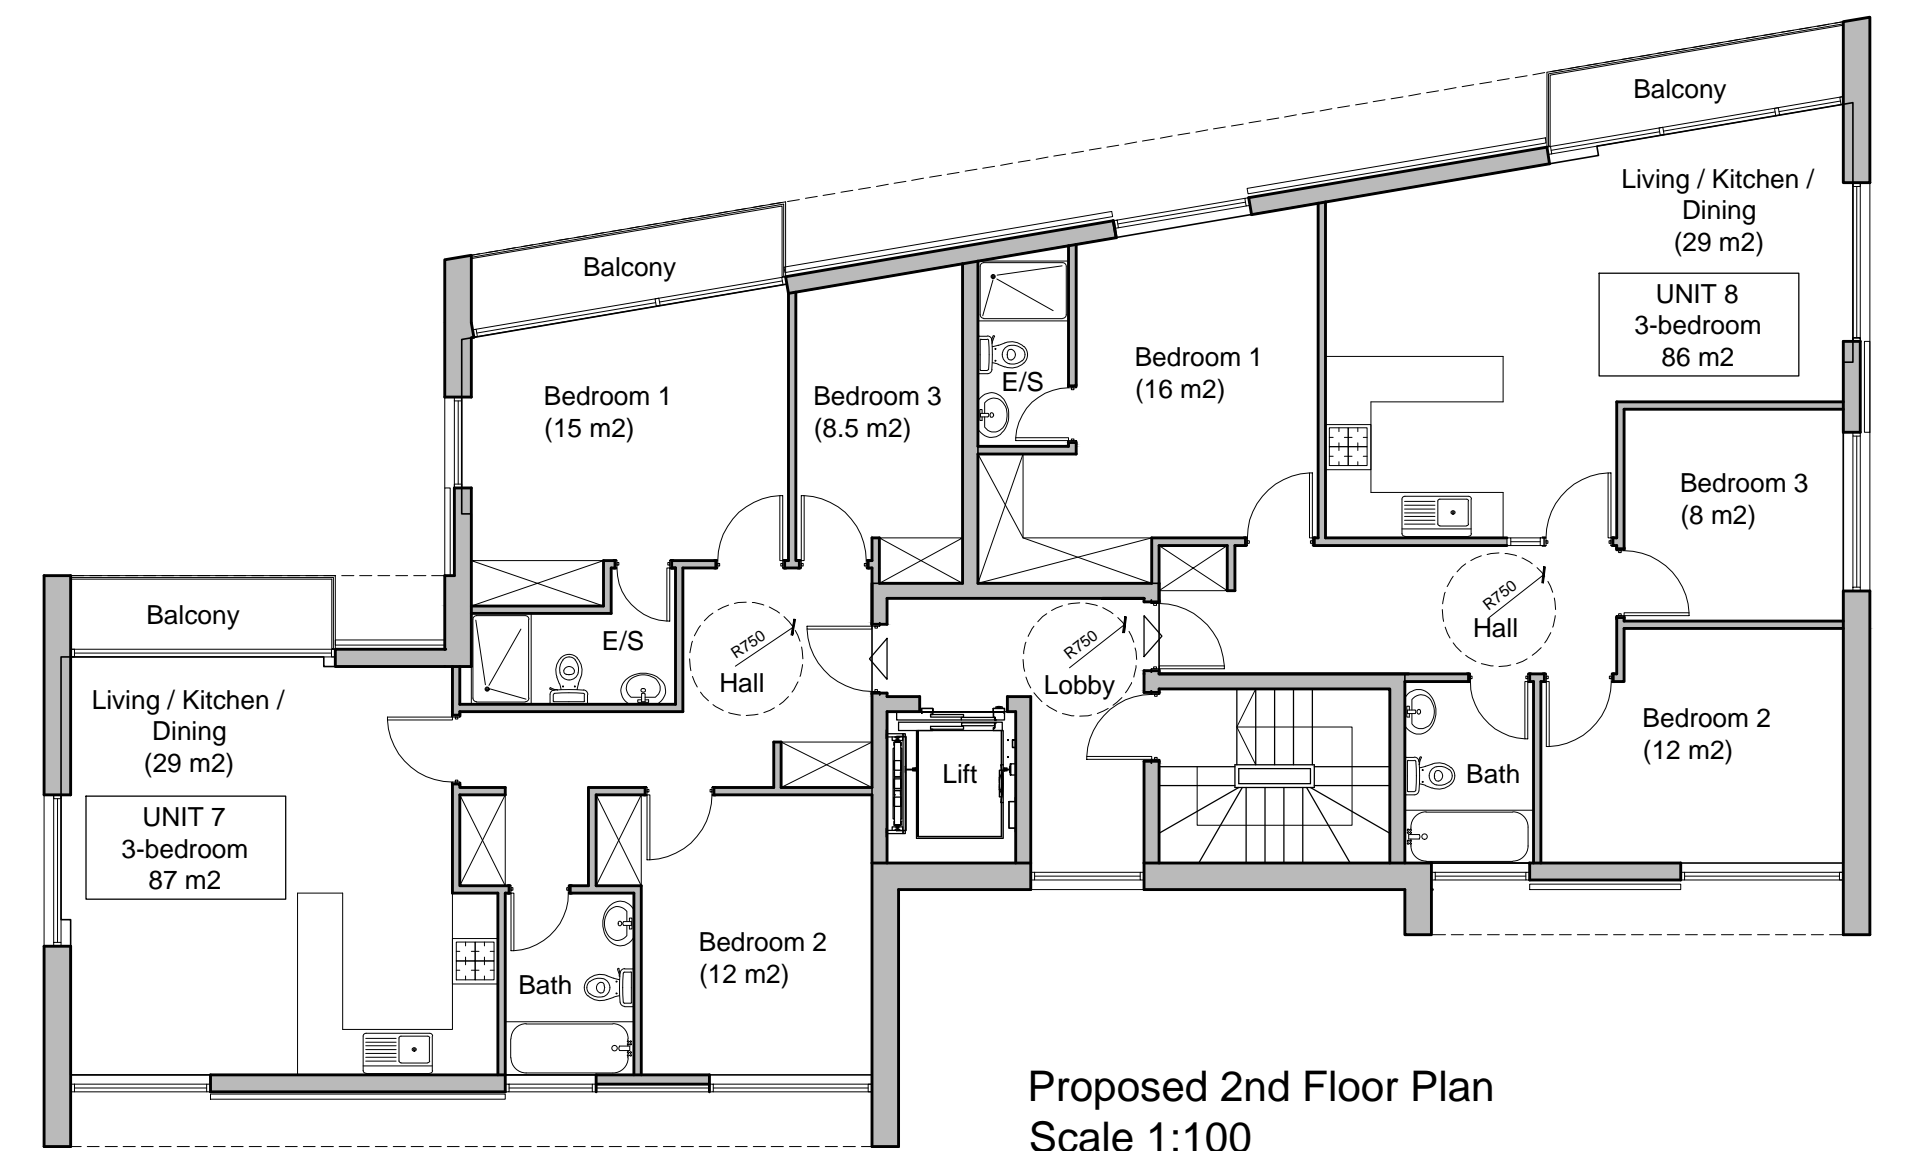 Balcony
Living / Kitchen /
Dining
(29 m2)
UNIT 8
3-bedroom
86 m2
Balcony
Bedroom 1
(15 m2)
Bedroom 3
(8.5 m2)
E/S
Bedroom 1
(16 m2)
Bedroom 3
(8 m2)
Balcony
E/S
R750
Hall
R750
Lobby
R750
Hall
Living / Kitchen /
Dining
(29 m2)
UNIT 7
3-bedroom
87 m2
Lift
Bath
Bedroom 2
(12 m2)
Bath
Bedroom 2
(12 m2)
Proposed 2nd Floor Plan
Scale 1:100